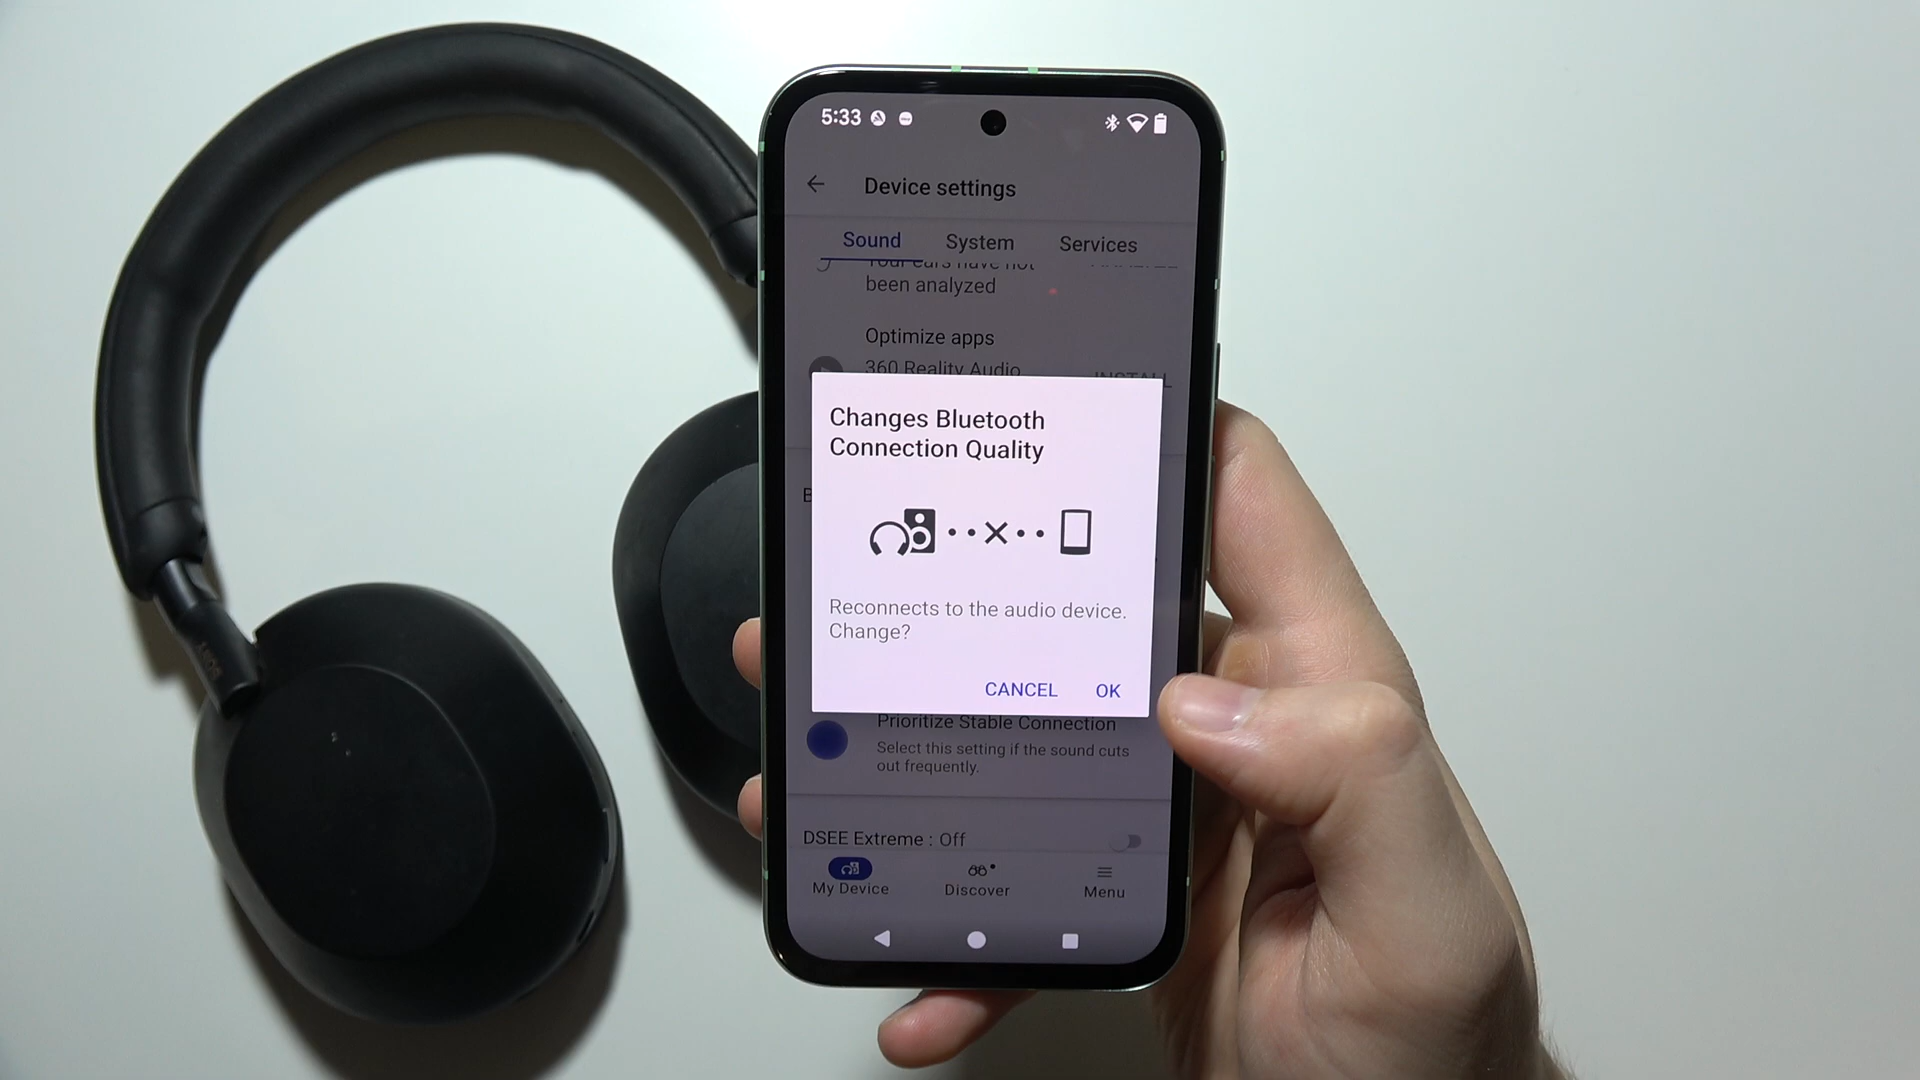 5:33
Device settings
Sound System Services
Your ears have not
been analyzed
Optimize apps
360 Reality Audio
INSTALL
Changes Bluetooth
Connection Quality
B
Reconnects to the audio device.
Change?
CANCEL OK
Prioritize Stable Connection
Select this setting if the sound cuts
out frequently.
DSEE Extreme : Off
My Device Discover Menu
SONY